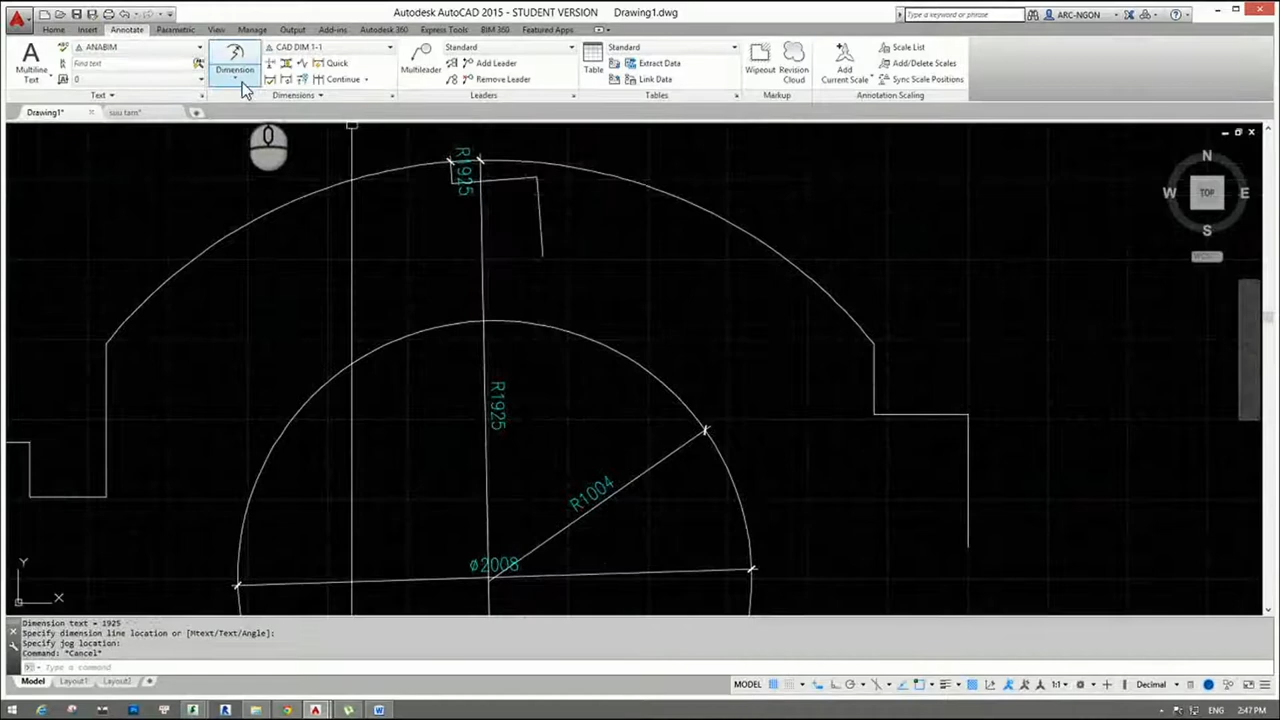 Autodesk AutoCAD 2015 - STUDENT VERSION Drawing1.dwg
Type a keyword or phrase
ARC-NGON
Home Insert Annotate Parametric View Manage Output Add-ins Autodesk 360 Express Tools BIM 360 Featured Apps
Multiline Text
ANABIM
Find text
0
Dimension
CAD DIM 1-1
Quick
Continue
Multileader
Standard
Add Leader
Remove Leader
Table
Standard
Extract Data
Link Data
Wipeout
Revision Cloud
Add Current Scale
Scale List
Add/Delete Scales
Sync Scale Positions
Text
Dimensions
Leaders
Tables
Markup
Annotation Scaling
Drawing1*
N
W
TOP
E
S
R1925
R1925
R1004
ø2008
Y
X
Dimension text = 1925
Specify dimension line location or [Mtext/Text/Angle]:
Specify jog location:
Command: *Cancel*
Type a command
Model Layout1 Layout2
MODEL
1:1
Decimal
ENG
2:47 PM